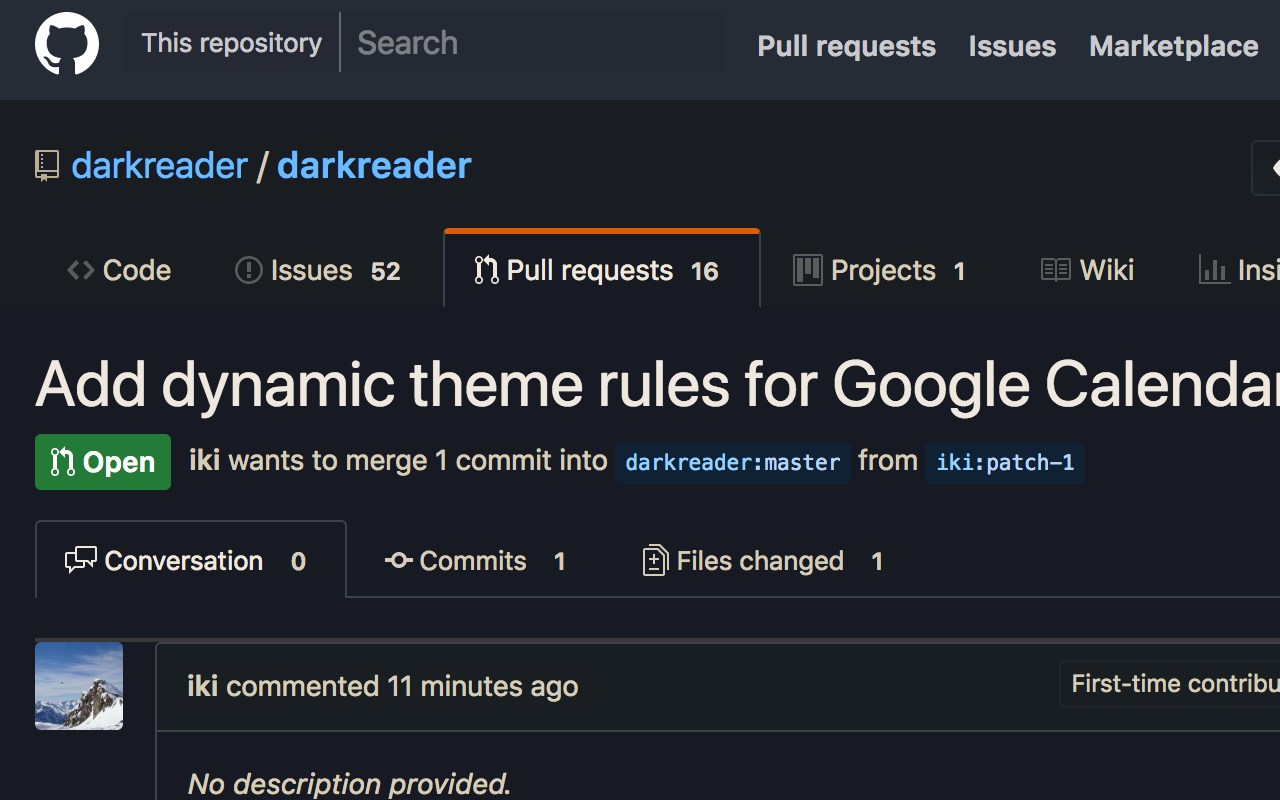 This repository Search Pull requests Issues Marketplace
darkreader / darkreader
Code Issues 52 Pull requests 16 Projects 1 Wiki Insi
Add dynamic theme rules for Google Calendar
Open iki wants to merge 1 commit into darkreader:master from iki:patch-1
Conversation 0 Commits 1 Files changed 1
iki commented 11 minutes ago First-time contribu
No description provided.